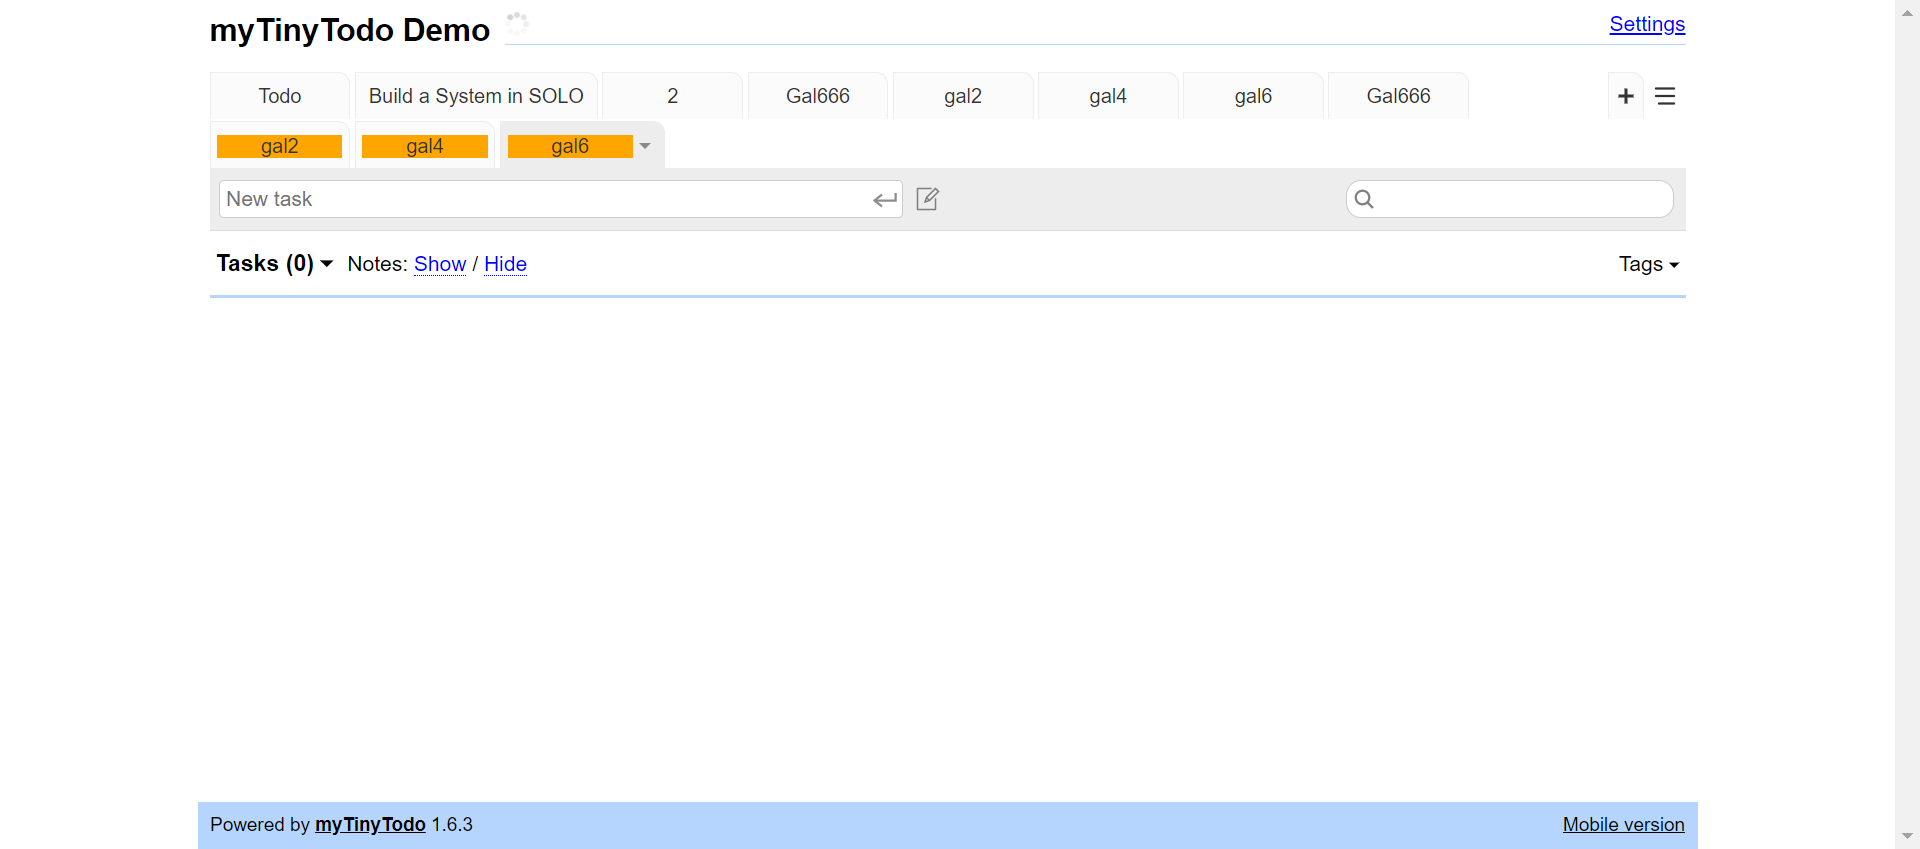 myTinyTodo Demo Settings
Todo Build a System in SOLO 2 Gal666 gal2 gal4 gal6 Gal666 +
gal2 gal4 gal6
New task
Tasks (0) Notes: Show / Hide Tags
Powered by myTinyTodo 1.6.3 Mobile version